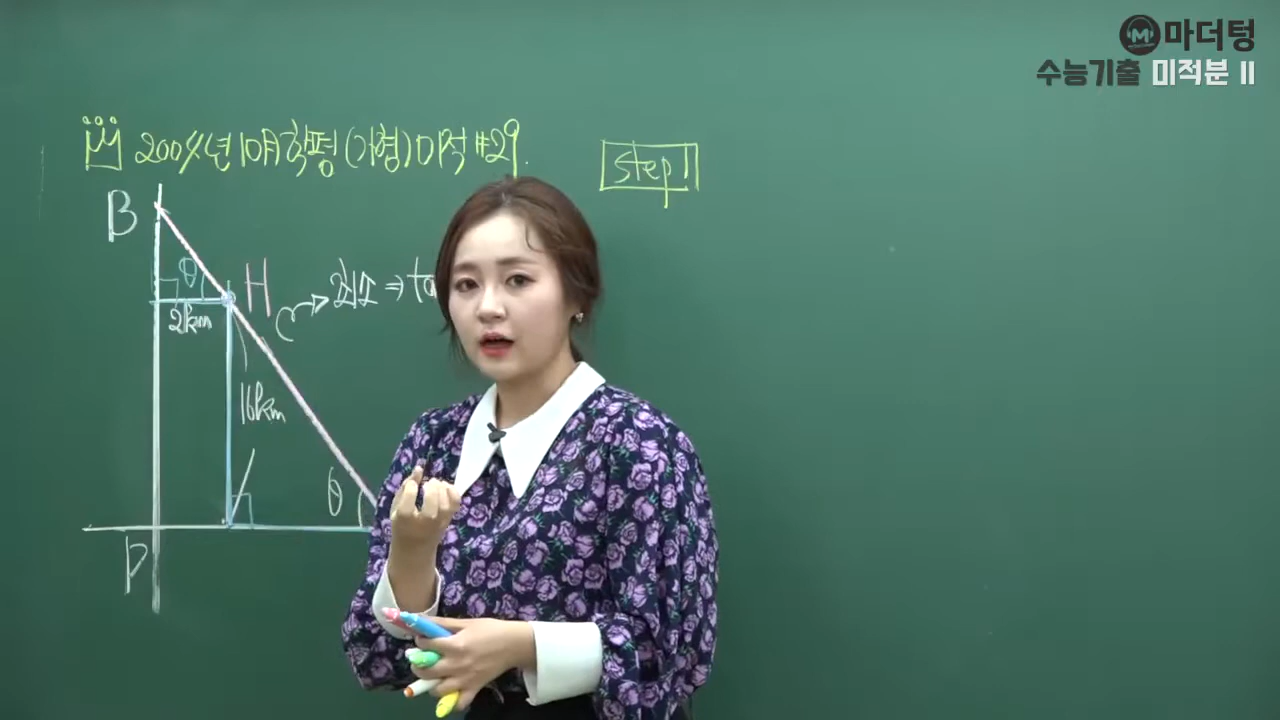 마더텅
수능기출 미적분 II
2004년 10月 학평(가형) 미적 #29.
step 1
B
θ
H
최소 ⇒ ta
2km
16km
θ
P